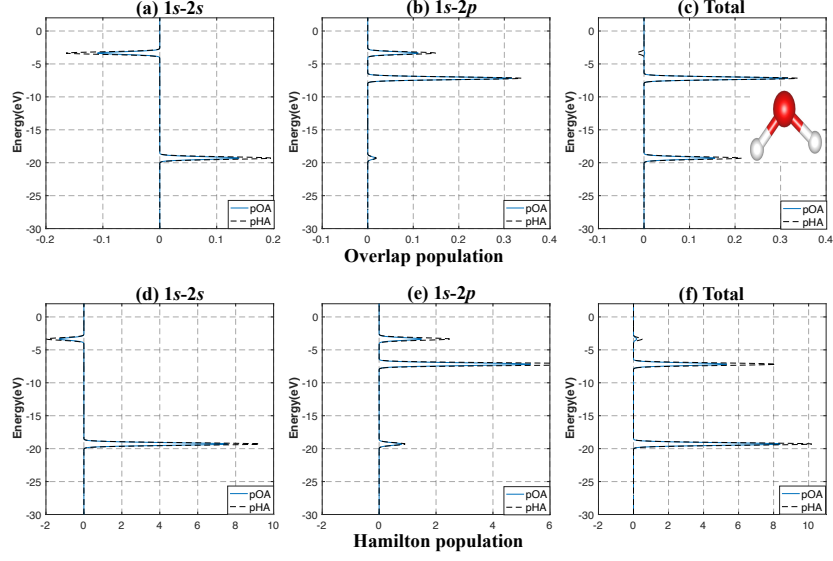 (a) 1s-2s (b) 1s-2p (c) Total
0 0 0
-5 -5 -5
-10 -10 -10
Energy(eV) Energy(eV) Energy(eV)
-15 -15 -15
-20 -20 -20
-25 -25 -25
pOA pOA pOA
pHA pHA pHA
-30 -30 -30
-0.2 -0.1 0 0.1 0.2 -0.1 0 0.1 0.2 0.3 0.4 -0.1 0 0.1 0.2 0.3 0.4
Overlap population
(d) 1s-2s (e) 1s-2p (f) Total
0 0 0
-5 -5 -5
-10 -10 -10
Energy(eV) Energy(eV) Energy(eV)
-15 -15 -15
-20 -20 -20
-25 -25 -25
pOA pOA pOA
pHA pHA pHA
-30 -30 -30
-2 0 2 4 6 8 10 -2 0 2 4 6 -2 0 2 4 6 8 10
Hamilton population